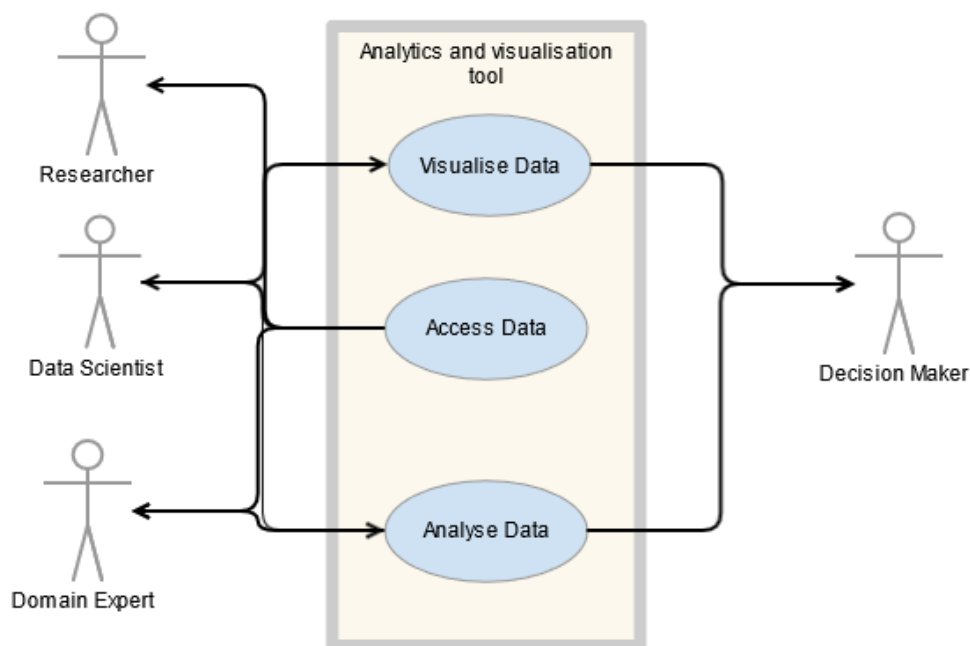 Analytics and visualisation
tool
Researcher
Visualise Data
Data Scientist
Access Data
Decision Maker
Analyse Data
Domain Expert